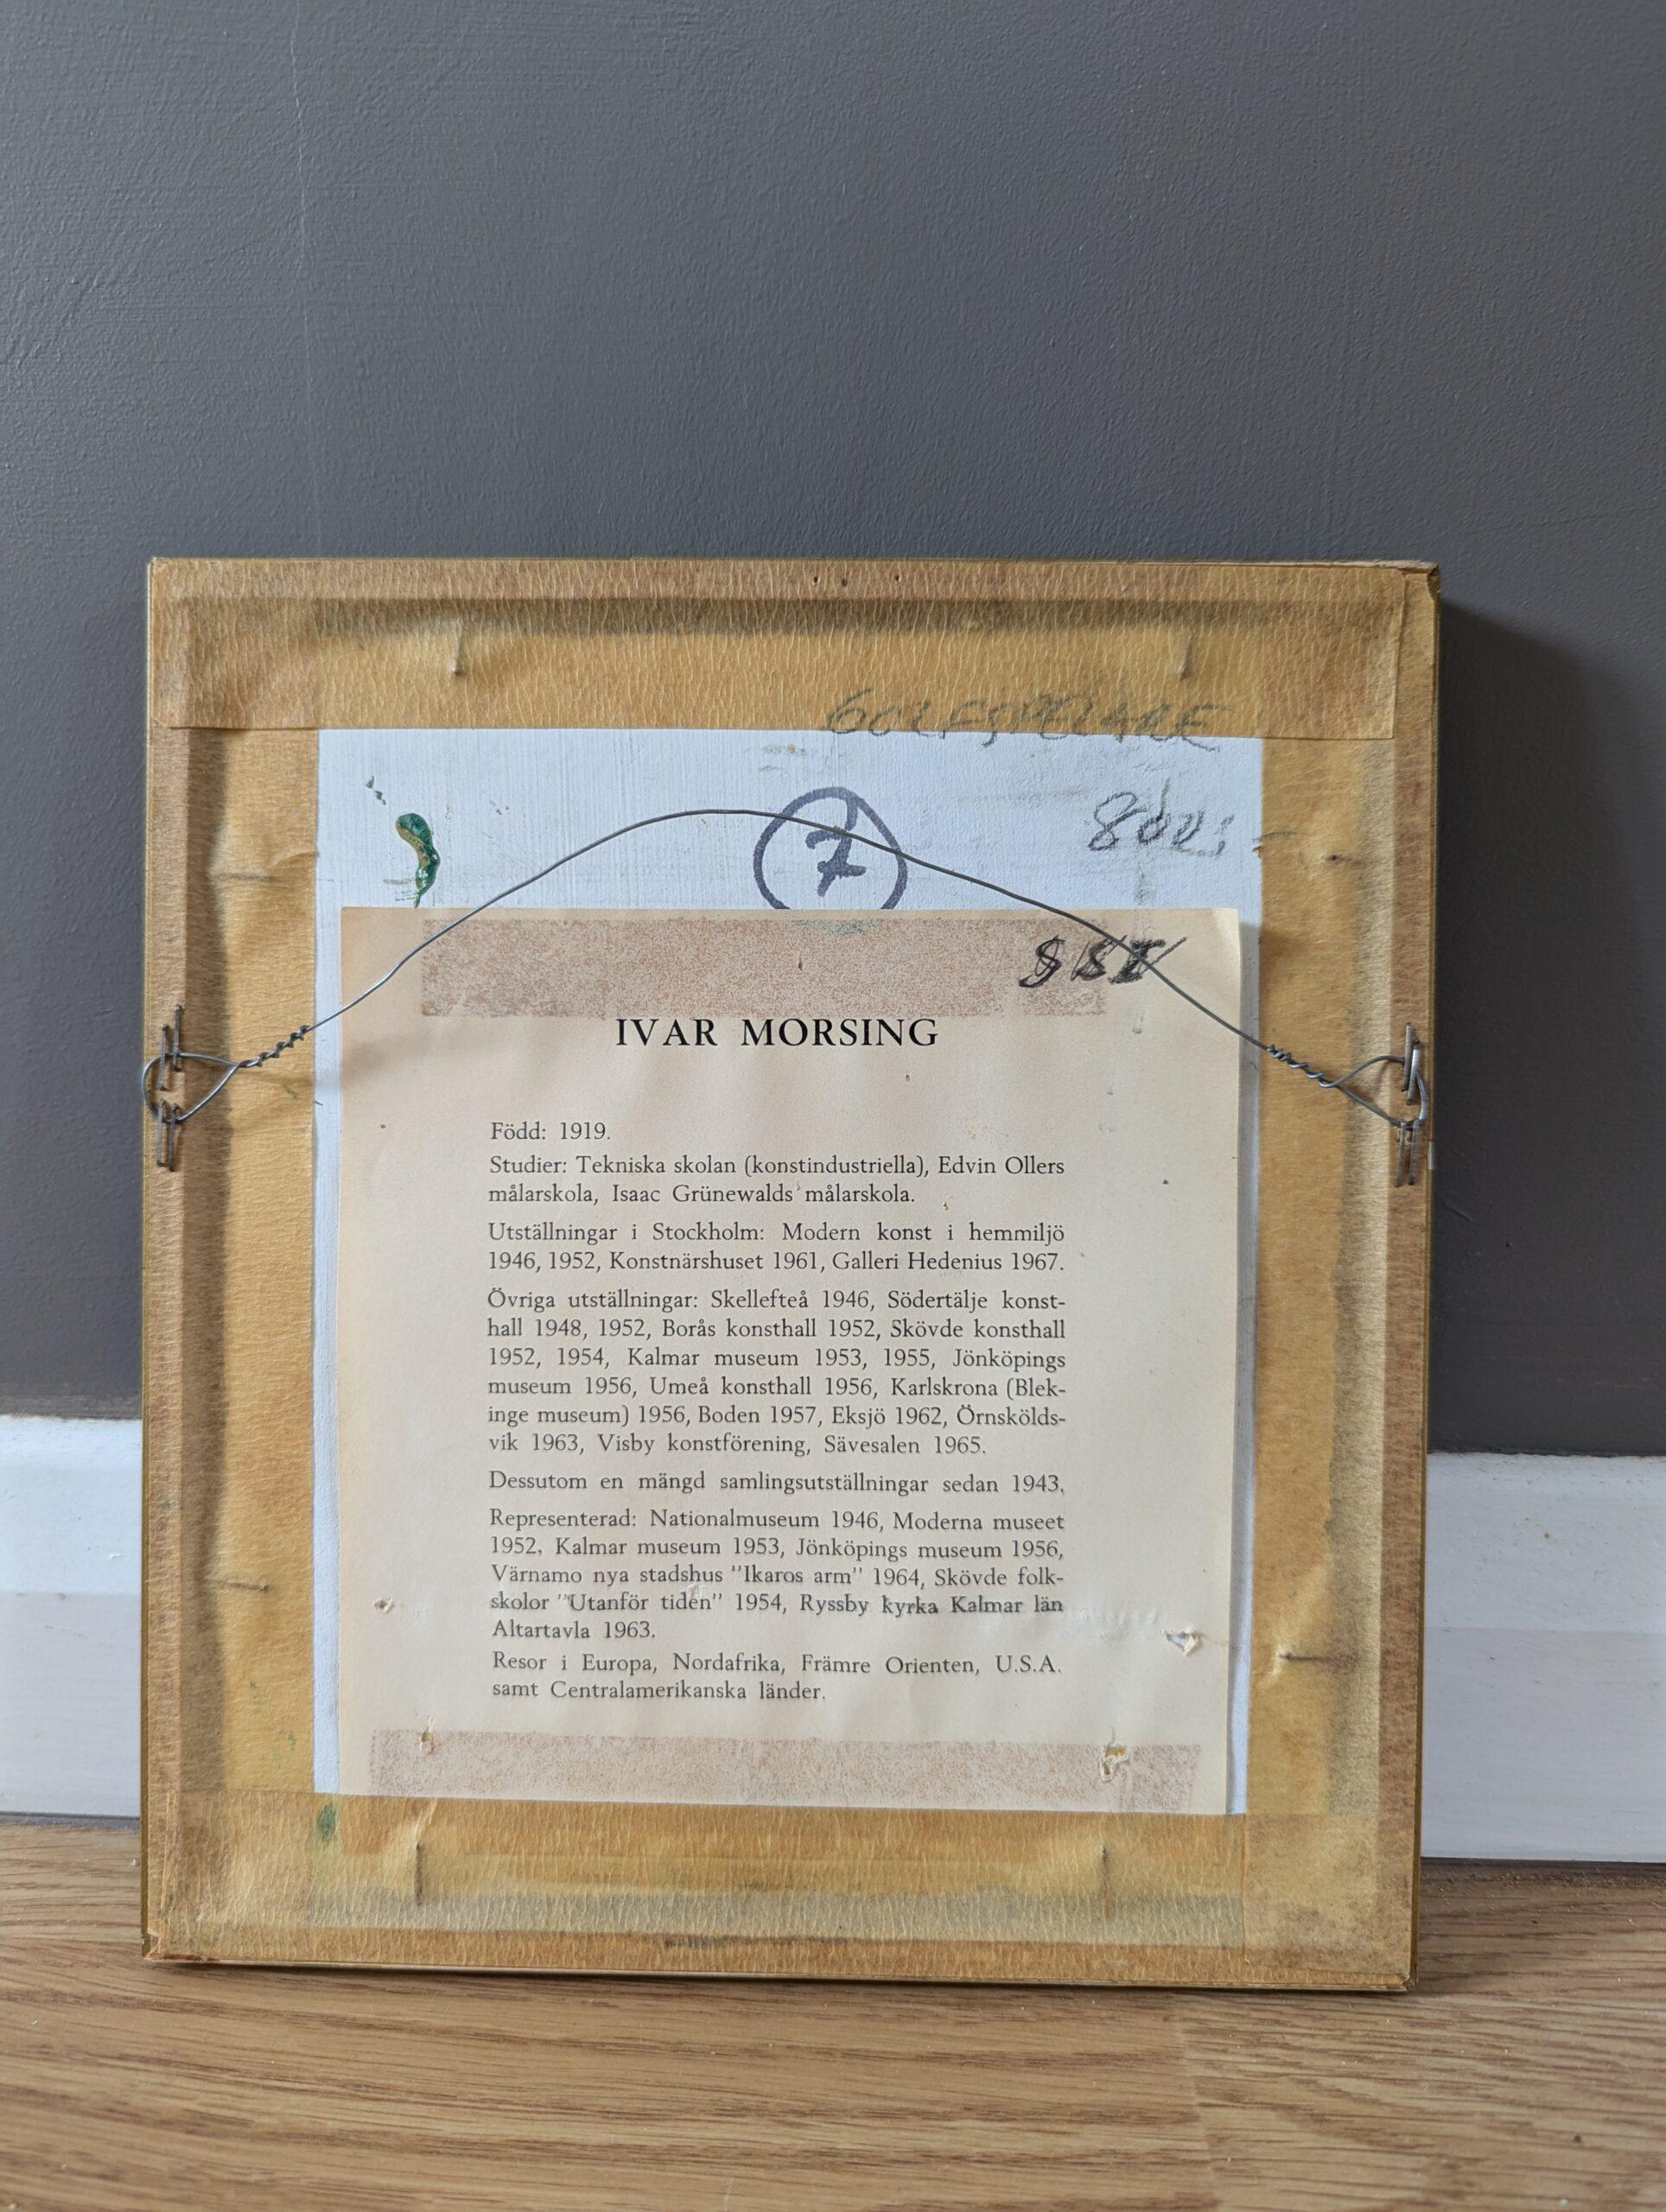 GOLFSPELARE
7
IVAR MORSING
Född: 1919.
Studier: Tekniska skolan (konstindustriella), Edvin Ollers
målarskola, Isaac Grünewalds målarskola.
Utställningar i Stockholm: Modern konst i hemmiljö
1946, 1952, Konstnärshuset 1961, Galleri Hedenius 1967.
Övriga utställningar: Skellefteå 1946, Södertälje konst-
hall 1948, 1952, Borås konsthall 1952, Skövde konsthall
1952, 1954, Kalmar museum 1953, 1955, Jönköpings
museum 1956, Umeå konsthall 1956, Karlskrona (Blek-
inge museum) 1956, Boden 1957, Eksjö 1962, Örnskölds-
vik 1963, Visby konstförening, Sävesalen 1965.
Dessutom en mängd samlingsutställningar sedan 1943.
Representerad: Nationalmuseum 1946, Moderna museet
1952, Kalmar museum 1953, Jönköpings museum 1956,
Värnamo nya stadshus ”Ikaros arm” 1964, Skövde folk-
skolor ”Utanför tiden” 1954, Ryssby kyrka Kalmar län
Altartavla 1963.
Resor i Europa, Nordafrika, Främre Orienten, U.S.A.
samt Centralamerikanska länder.